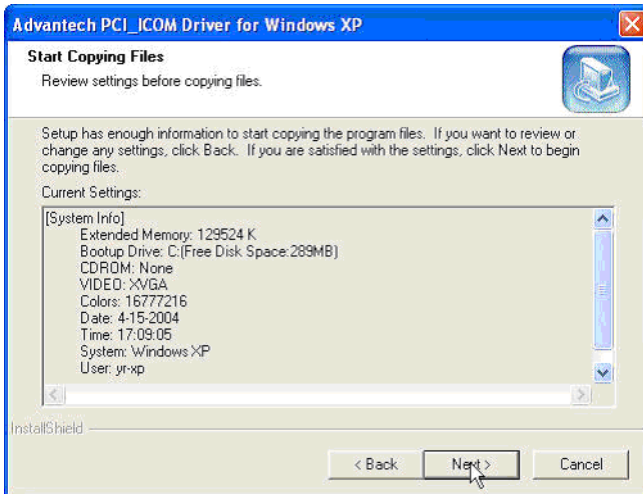 Advantech PCI_ICOM Driver for Windows XP
Start Copying Files
Review settings before copying files.
Setup has enough information to start copying the program files. If you want to review or
change any settings, click Back. If you are satisfied with the settings, click Next to begin
copying files.
Current Settings:
[System Info]
Extended Memory: 129524 K
Bootup Drive: C:(Free Disk Space:289MB)
CDROM: None
VIDEO: XVGA
Colors: 16777216
Date: 4-15-2004
Time: 17:09:05
System: Windows XP
User: yr-xp
InstallShield
< Back
Next >
Cancel